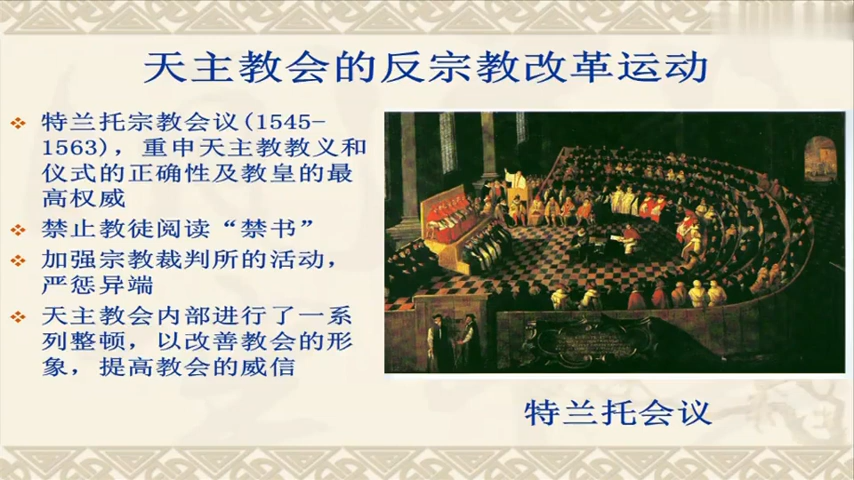 天主教会的反宗教改革运动
特兰托宗教会议(1545-
1563)，重申天主教教义和
仪式的正确性及教皇的最
高权威
禁止教徒阅读“禁书”
加强宗教裁判所的活动，
严惩异端
天主教会内部进行了一系
列整顿，以改善教会的形
象，提高教会的威信
特兰托会议